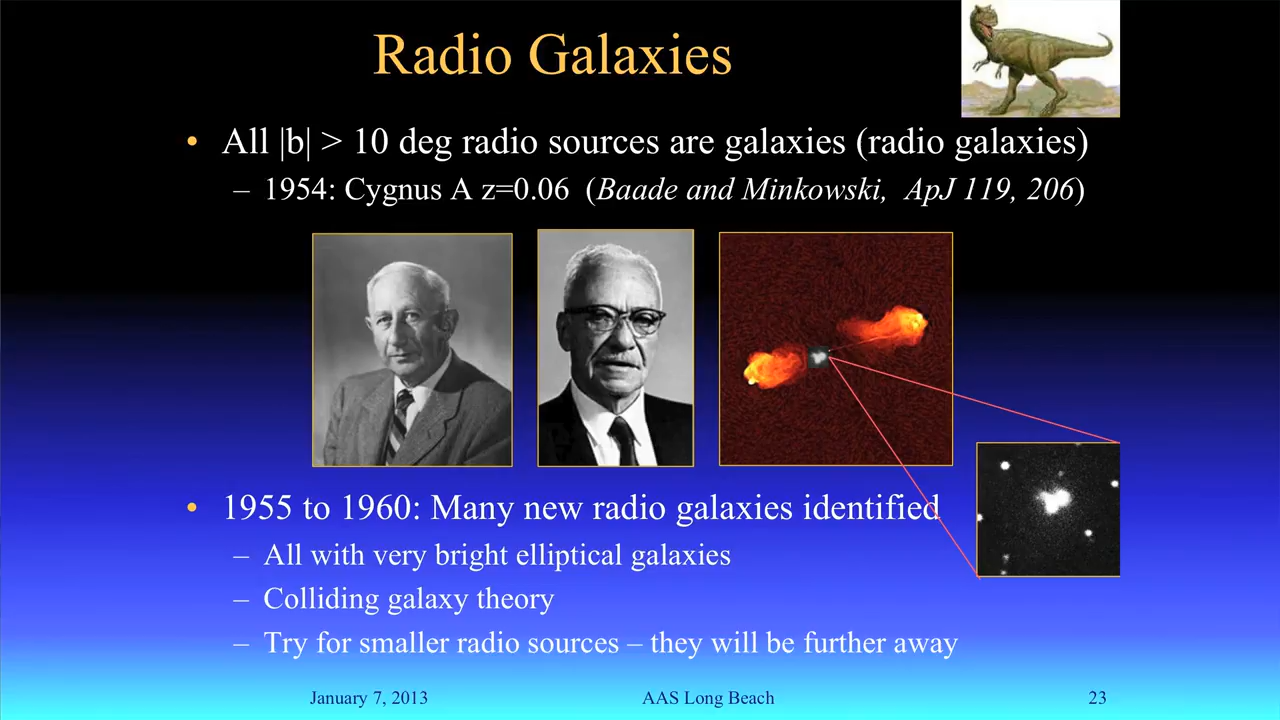 Radio Galaxies
• All |b| > 10 deg radio sources are galaxies (radio galaxies)
– 1954: Cygnus A z=0.06 (Baade and Minkowski, ApJ 119, 206)
• 1955 to 1960: Many new radio galaxies identified
– All with very bright elliptical galaxies
– Colliding galaxy theory
– Try for smaller radio sources – they will be further away
January 7, 2013 AAS Long Beach 23